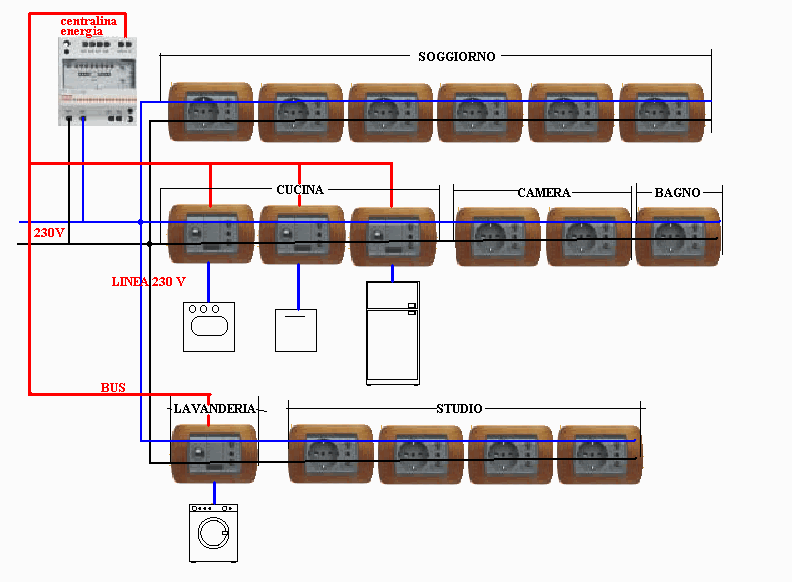 centralina
energia
SOGGIORNO
CUCINA
CAMERA
BAGNO
230V
LINEA 230 V
BUS
LAVANDERIA
STUDIO